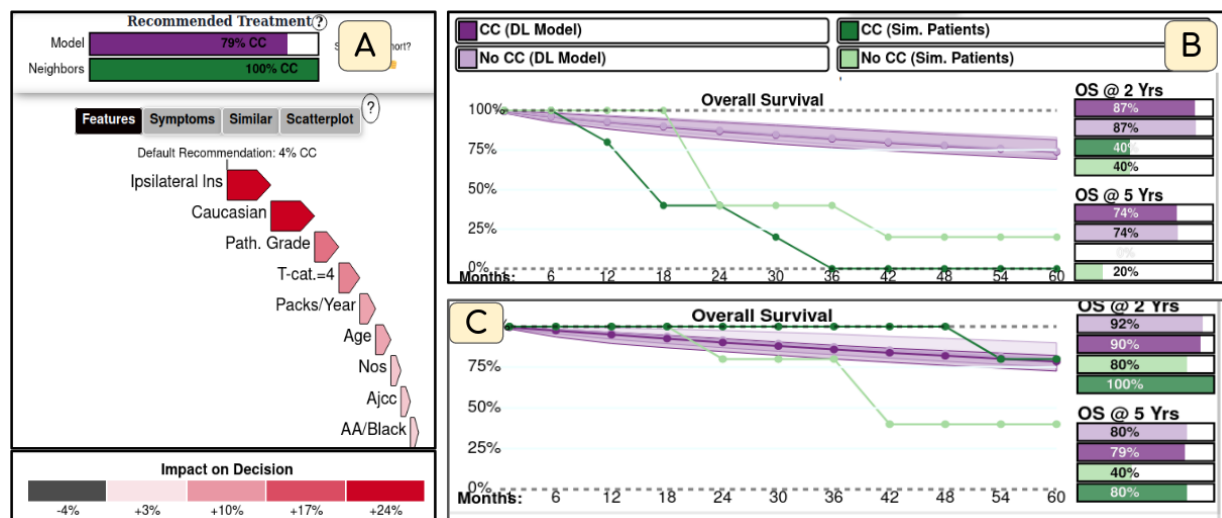 Recommended Treatment ?
A
Model 79% CC
Neighbors 100% CC
Features Symptoms Similar Scatterplot ?
Default Recommendation: 4% CC
Ipsilateral Ins
Caucasian
Path. Grade
T-cat.=4
Packs/Year
Age
Nos
Ajcc
AA/Black
Impact on Decision
-4% +3% +10% +17% +24%
CC (DL Model) CC (Sim. Patients)
No CC (DL Model) No CC (Sim. Patients)
B
Overall Survival
100%
75%
50%
25%
0%
Months: 6 12 18 24 30 36 42 48 54 60
OS @ 2 Yrs
87%
87%
40%
40%
OS @ 5 Yrs
74%
74%
0%
20%
C
Overall Survival
75%
50%
25%
0%
Months: 6 12 18 24 30 36 42 48 54 60
OS @ 2 Yrs
92%
90%
80%
100%
OS @ 5 Yrs
80%
79%
40%
80%